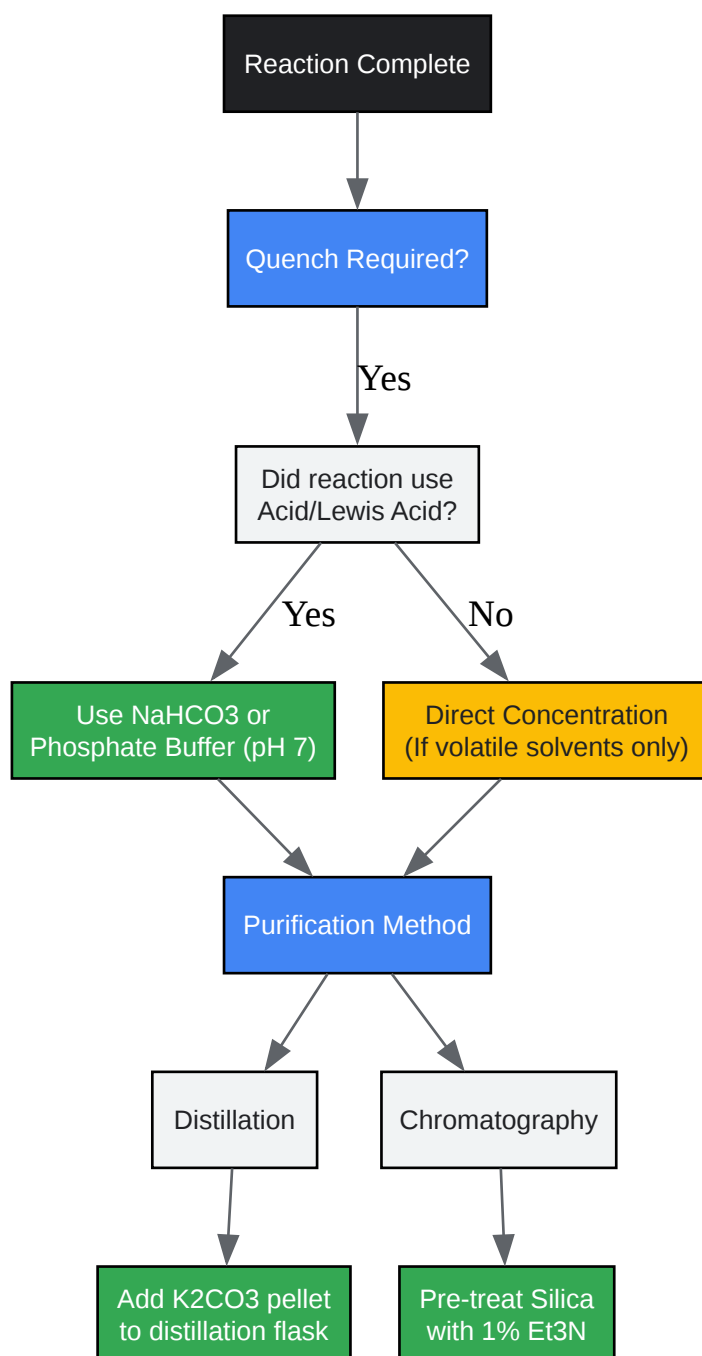 Reaction Complete
Quench Required?
Yes
Did reaction use
Acid/Lewis Acid?
Yes
No
Use NaHCO3 or
Phosphate Buffer (pH 7)
Direct Concentration
(If volatile solvents only)
Purification Method
Distillation
Chromatography
Add K2CO3 pellet
to distillation flask
Pre-treat Silica
with 1% Et3N